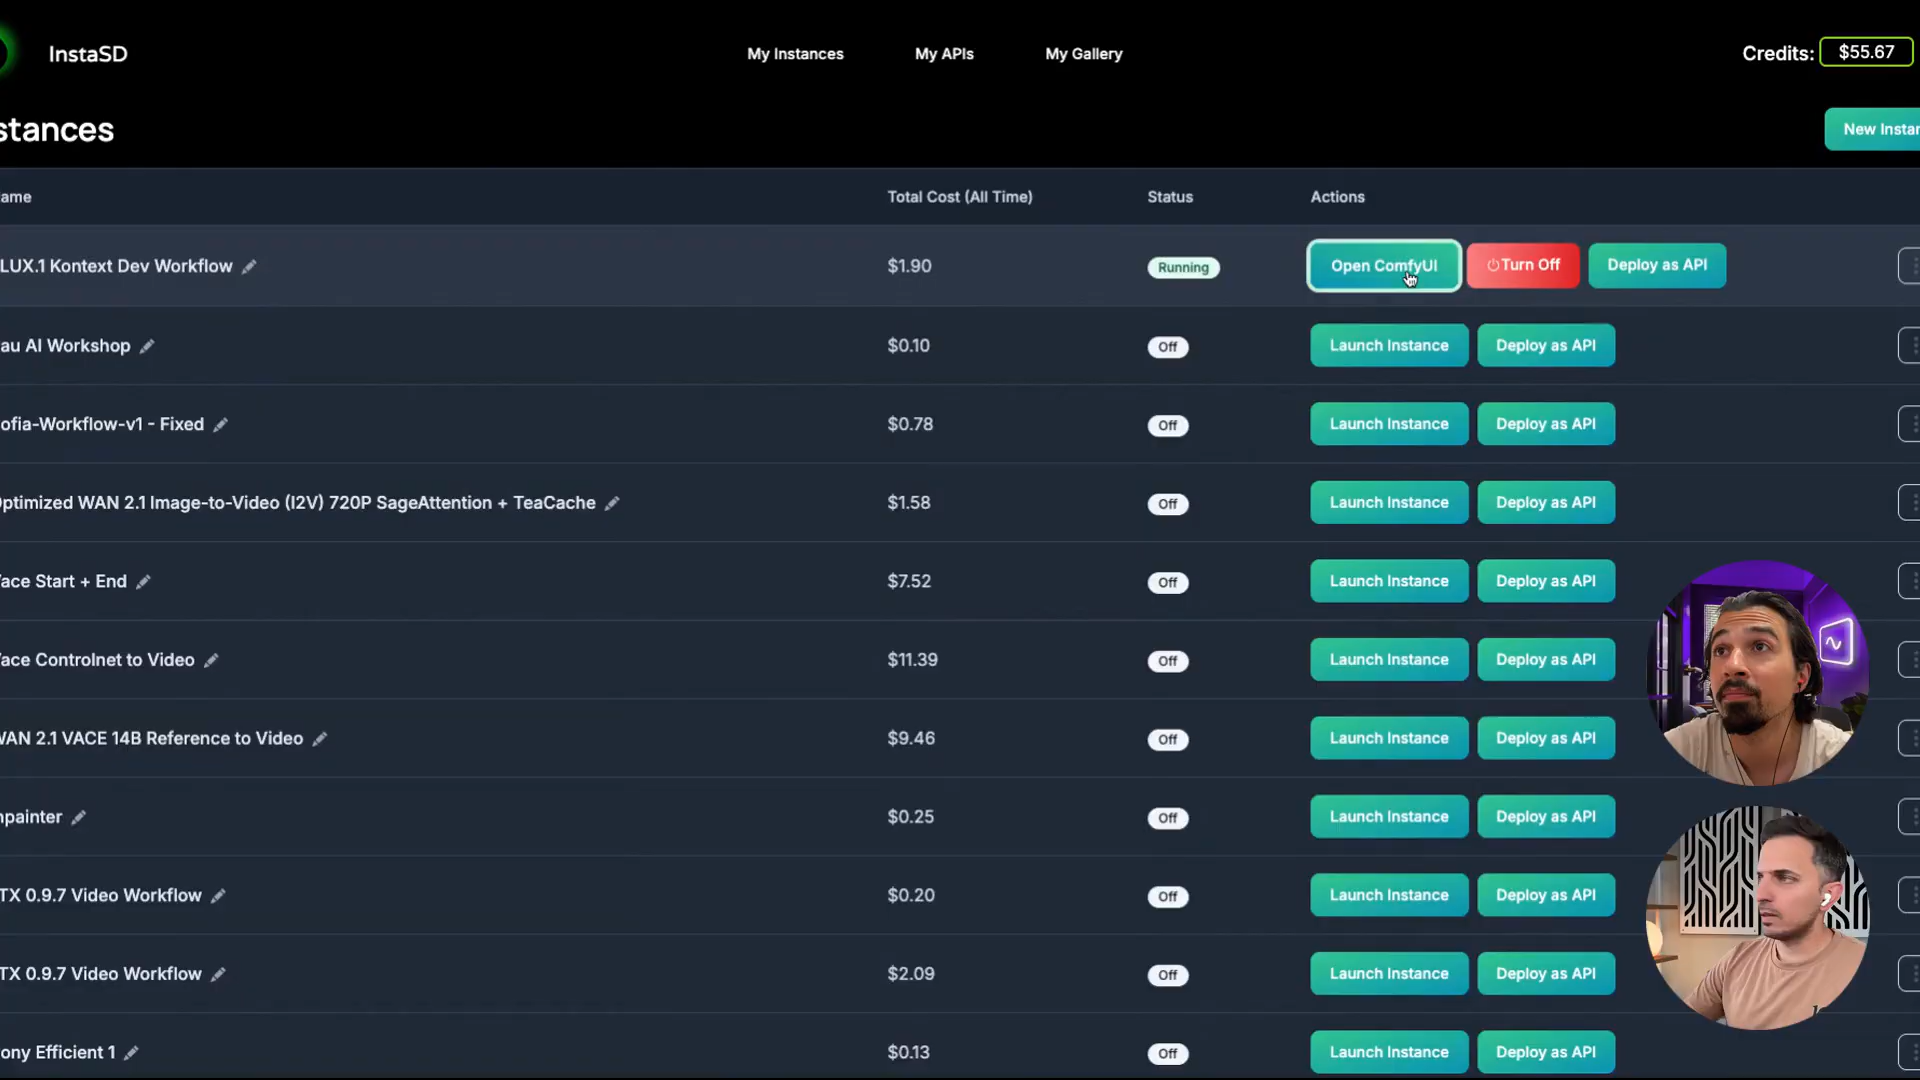 InstaSD
My Instances
My APIs
My Gallery
Credits: $55.67
stances
New Instan
ame
Total Cost (All Time)
Status
Actions
LUX.1 Kontext Dev Workflow
$1.90
Running
Open ComfyUI
Turn Off
Deploy as API
au AI Workshop
$0.10
Off
Launch Instance
Deploy as API
ofia-Workflow-v1 - Fixed
$0.78
Off
Launch Instance
Deploy as API
Optimized WAN 2.1 Image-to-Video (I2V) 720P SageAttention + TeaCache
$1.58
Off
Launch Instance
Deploy as API
Vace Start + End
$7.52
Off
Launch Instance
Deploy as API
Vace Controlnet to Video
$11.39
Off
Launch Instance
Deploy as API
WAN 2.1 VACE 14B Reference to Video
$9.46
Off
Launch Instance
Deploy as API
npainter
$0.25
Off
Launch Instance
Deploy as API
TX 0.9.7 Video Workflow
$0.20
Off
Launch Instance
Deploy as API
TX 0.9.7 Video Workflow
$2.09
Off
Launch Instance
Deploy as API
ony Efficient 1
$0.13
Off
Launch Instance
Deploy as API